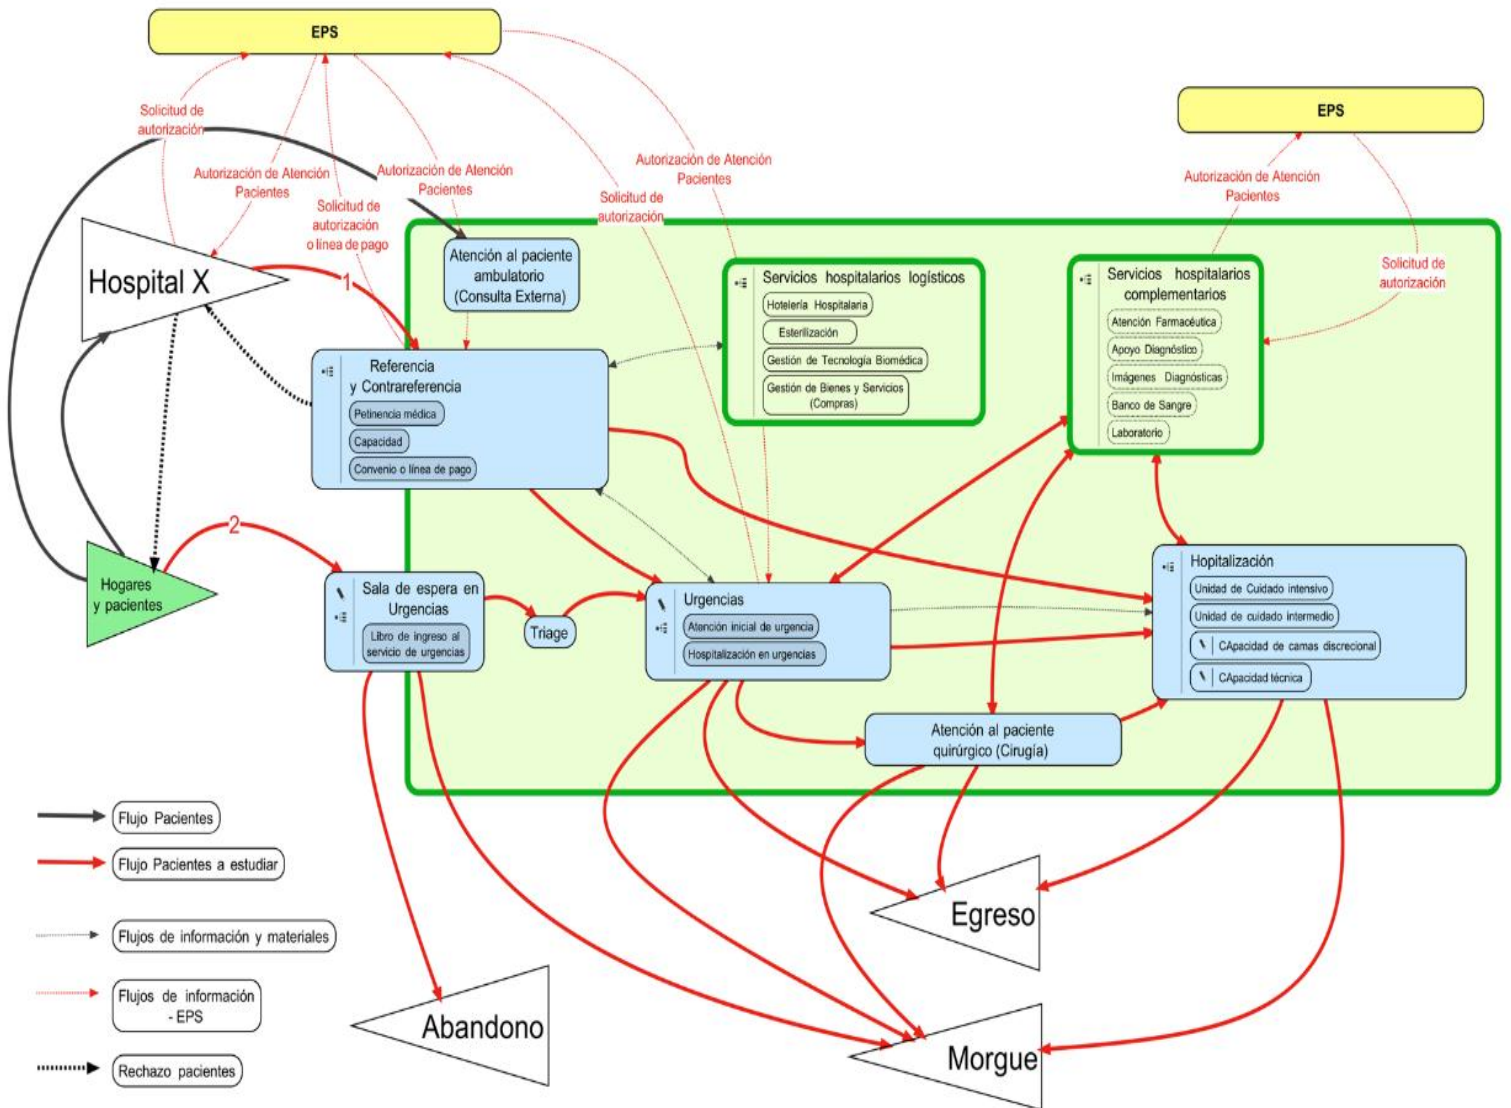 EPS
EPS
Solicitud de
autorización
Autorización de Atención
Pacientes
Autorización de Atención
Pacientes
Solicitud de
autorización
o línea de pago
Autorización de Atención
Pacientes
Solicitud de
autorización
Autorización de Atención
Pacientes
Solicitud de
autorización
Hospital X
1
Atención al paciente
ambulatorio
(Consulta Externa)
Servicios hospitalarios logísticos
Hotelería Hospitalaria
Esterilización
Gestión de Tecnología Biomédica
Gestión de Bienes y Servicios
(Compras)
Servicios hospitalarios
complementarios
Atención Farmacéutica
Apoyo Diagnóstico
Imágenes Diagnósticas
Banco de Sangre
Laboratorio
Referencia
y Contrareferencia
Petinencia médica
Capacidad
Convenio o línea de pago
2
Hogares
y pacientes
Sala de espera en
Urgencias
Libro de ingreso al
servicio de urgencias
Triage
Urgencias
Atención inicial de urgencia
Hospitalización en urgencias
Hopitalización
Unidad de Cuidado intensivo
Unidad de cuidado intermedio
CApacidad de camas discrecional
CApacidad técnica
Atención al paciente
quirúrgico (Cirugía)
Flujo Pacientes
Flujo Pacientes a estudiar
Flujos de información y materiales
Flujos de información
- EPS
Rechazo pacientes
Egreso
Abandono
Morgue